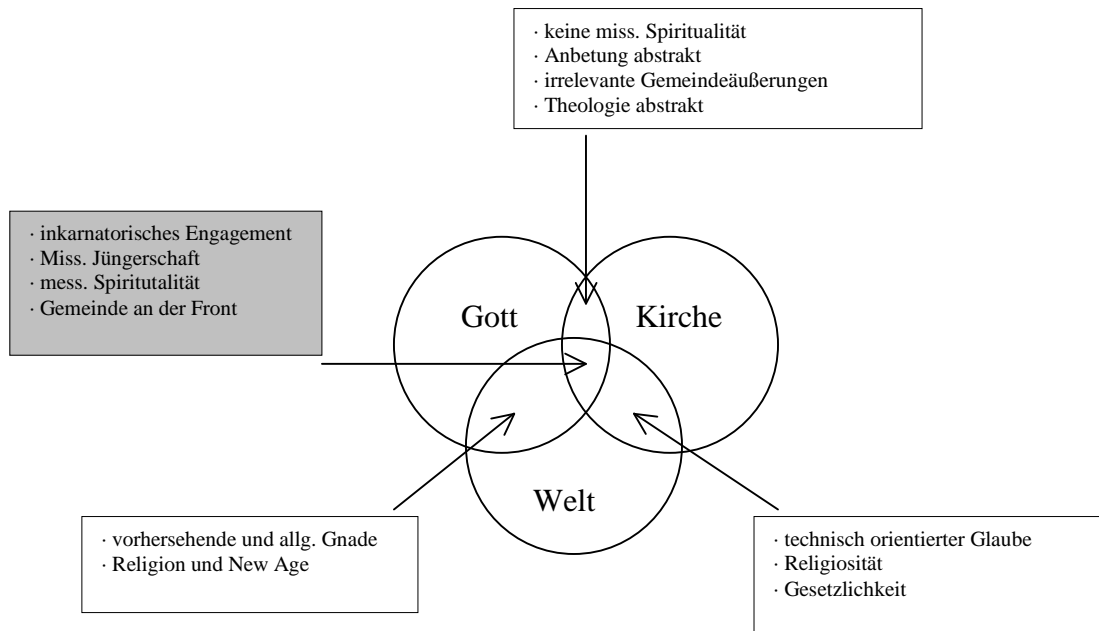 · keine miss. Spiritualität
· Anbetung abstrakt
· irrelevante Gemeindeäußerungen
· Theologie abstrakt
· inkarnatorisches Engagement
· Miss. Jüngerschaft
· mess. Spiritutalität
· Gemeinde an der Front
Gott
Kirche
Welt
· vorhersehende und allg. Gnade
· Religion und New Age
· technisch orientierter Glaube
· Religiosität
· Gesetzlichkeit